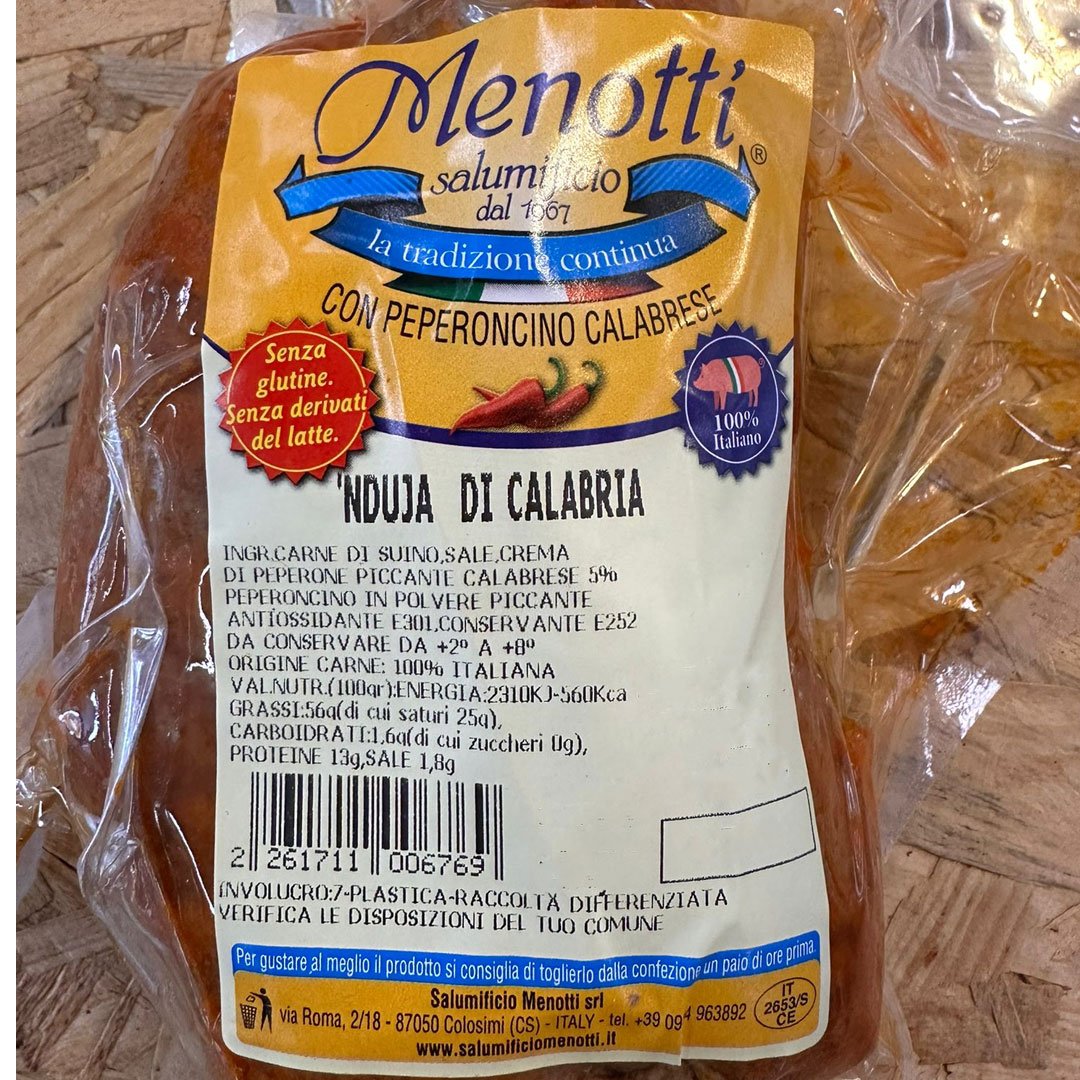 Menotti®
salumificio
dal 1967
la tradizione continua
CON PEPERONCINO CALABRESE
Senza
glutine.
Senza derivati
del latte.
100%
Italiano
'NDUJA DI CALABRIA
INGR.CARNE DI SUINO,SALE,CREMA
DI PEPERONE PICCANTE CALABRESE 5%
PEPERONCINO IN POLVERE PICCANTE
ANTIOSSIDANTE E301,CONSERVANTE E252
DA CONSERVARE DA +2º A +8º
ORIGINE CARNE: 100% ITALIANA
VAL.NUTR.(100gr):ENERGIA:2310KJ-560Kca
GRASSI:56g(di cui saturi 25g),
CARBOIDRATI:1,6g(di cui zuccheri 0g),
PROTEINE 13g,SALE 1,8g
2 261711 006769
INVOLUCRO:7-PLASTICA-RACCOLTA DIFFERENZIATA
VERIFICA LE DISPOSIZIONI DEL TUO COMUNE
Per gustare al meglio il prodotto si consiglia di toglierlo dalla confezione un paio di ore prima.
Salumificio Menotti srl
via Roma, 2/18 - 87050 Colosimi (CS) - ITALY - tel. +39 094 963892
www.salumificiomenotti.it
IT
2653/S
CE